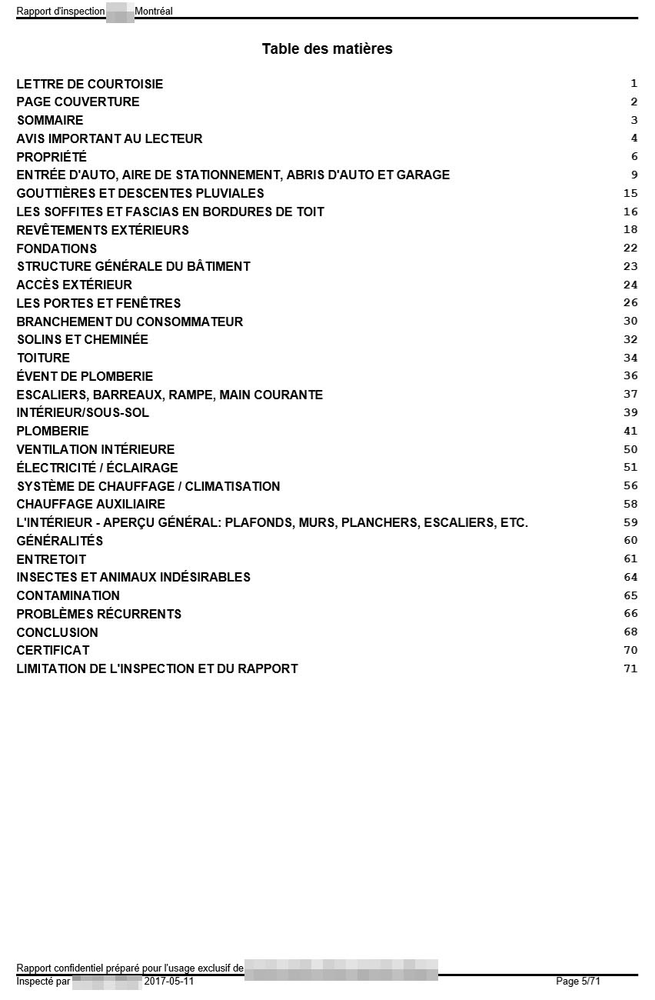 Rapport d'inspection Montréal
Table des matières
LETTRE DE COURTOISIE 1
PAGE COUVERTURE 2
SOMMAIRE 3
AVIS IMPORTANT AU LECTEUR 4
PROPRIÉTÉ 6
ENTRÉE D'AUTO, AIRE DE STATIONNEMENT, ABRIS D'AUTO ET GARAGE 9
GOUTTIÈRES ET DESCENTES PLUVIALES 15
LES SOFFITES ET FASCIAS EN BORDURES DE TOIT 16
REVÊTEMENTS EXTÉRIEURS 18
FONDATIONS 22
STRUCTURE GÉNÉRALE DU BÂTIMENT 23
ACCÈS EXTÉRIEUR 24
LES PORTES ET FENÊTRES 26
BRANCHEMENT DU CONSOMMATEUR 30
SOLINS ET CHEMINÉE 32
TOITURE 34
ÉVENT DE PLOMBERIE 36
ESCALIERS, BARREAUX, RAMPE, MAIN COURANTE 37
INTÉRIEUR/SOUS-SOL 39
PLOMBERIE 41
VENTILATION INTÉRIEURE 50
ÉLECTRICITÉ / ÉCLAIRAGE 51
SYSTÈME DE CHAUFFAGE / CLIMATISATION 56
CHAUFFAGE AUXILIAIRE 58
L'INTÉRIEUR - APERÇU GÉNÉRAL: PLAFONDS, MURS, PLANCHERS, ESCALIERS, ETC. 59
GÉNÉRALITÉS 60
ENTRETOIT 61
INSECTES ET ANIMAUX INDÉSIRABLES 64
CONTAMINATION 65
PROBLÈMES RÉCURRENTS 66
CONCLUSION 68
CERTIFICAT 70
LIMITATION DE L'INSPECTION ET DU RAPPORT 71
Rapport confidentiel préparé pour l'usage exclusif de
Inspecté par 2017-05-11 Page 5/71